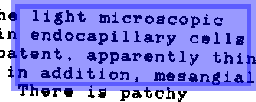 he light microscopic
in endocapillary cells
patent, apparently thin
in addition, mesangial
There is patchy